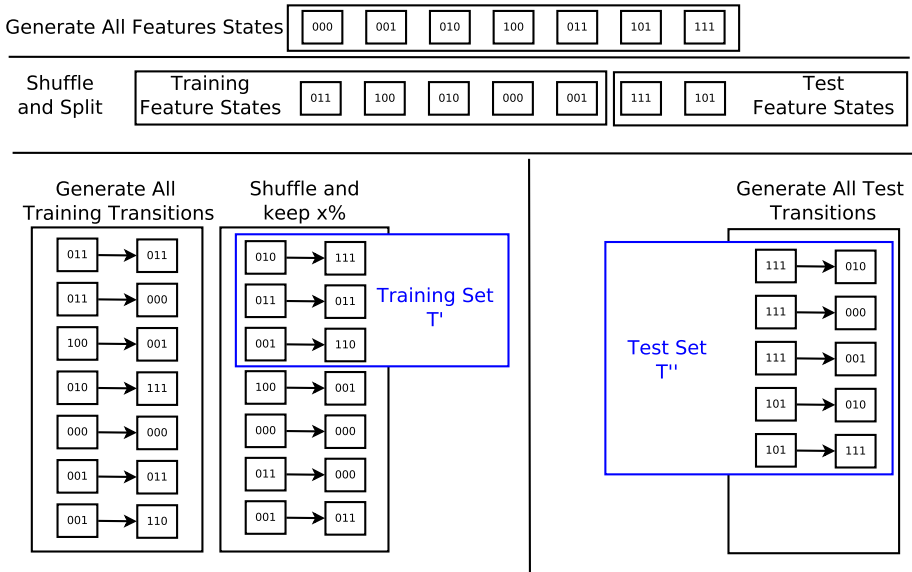 Generate All Features States 000 001 010 100 011 101 111
Shuffle
and Split
Training
Feature States
011 100 010 000 001
111 101
Test
Feature States
Generate All
Training Transitions
011 011
011 000
100 001
010 111
000 000
001 011
001 110
Shuffle and
keep x%
010 111
011 011
001 110
100 001
000 000
011 000
001 011
Training Set
T'
Generate All Test
Transitions
Test Set
T''
111 010
111 000
111 001
101 010
101 111